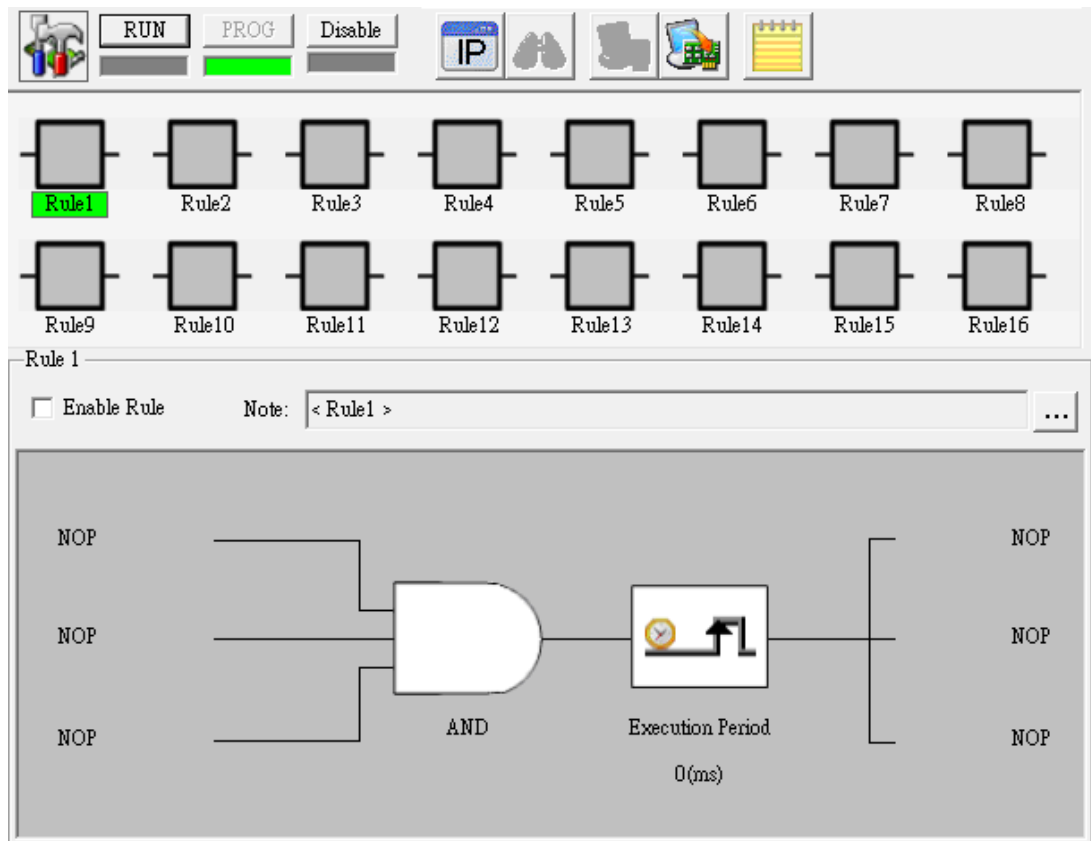 RUN PROG Disable
IP
Rule1 Rule2 Rule3 Rule4 Rule5 Rule6 Rule7 Rule8
Rule9 Rule10 Rule11 Rule12 Rule13 Rule14 Rule15 Rule16
Rule 1
Enable Rule Note: < Rule1 > ...
NOP NOP
NOP NOP
AND Execution Period
NOP NOP
0(ms)